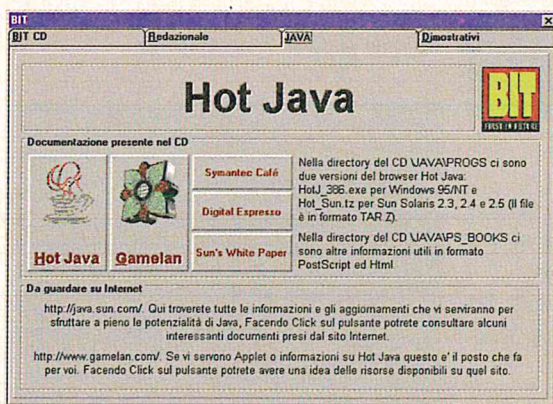 BIT
BIT CD Redazionale JAVA Dimostrativi
Hot Java
BIT
FIRST IN FUTURE
Documentazione presente nel CD
Hot Java
Gamelan
Symantec Café
Digital Espresso
Sun's White Paper
Nella directory del CD \JAVA\PROGS ci sono
due versioni del browser Hot Java:
HotJ_386.exe per Windows 95/NT e
Hot_Sun.tz per Sun Solaris 2.3, 2.4 e 2.5 (Il file
è in formato TAR Z).
Nella directory del CD \JAVA\PS_BOOKS ci
sono altre informazioni utili in formato
PostScript ed Html
Da guardare su Internet
http://java.sun.com/. Qui troverete tutte le informazioni e gli aggiornamenti che vi serviranno per
sfruttare a pieno le potenzialità di Java, Facendo Click sul pulsante potrete consultare alcuni
interessanti documenti presi dal sito Internet.
http://www.gamelan.com/. Se vi servono Applet o informazioni su Hot Java questo e' il posto che fa
per voi. Facendo Click sul pulsante potrete avere una idea delle risorse disponibili su quel sito.